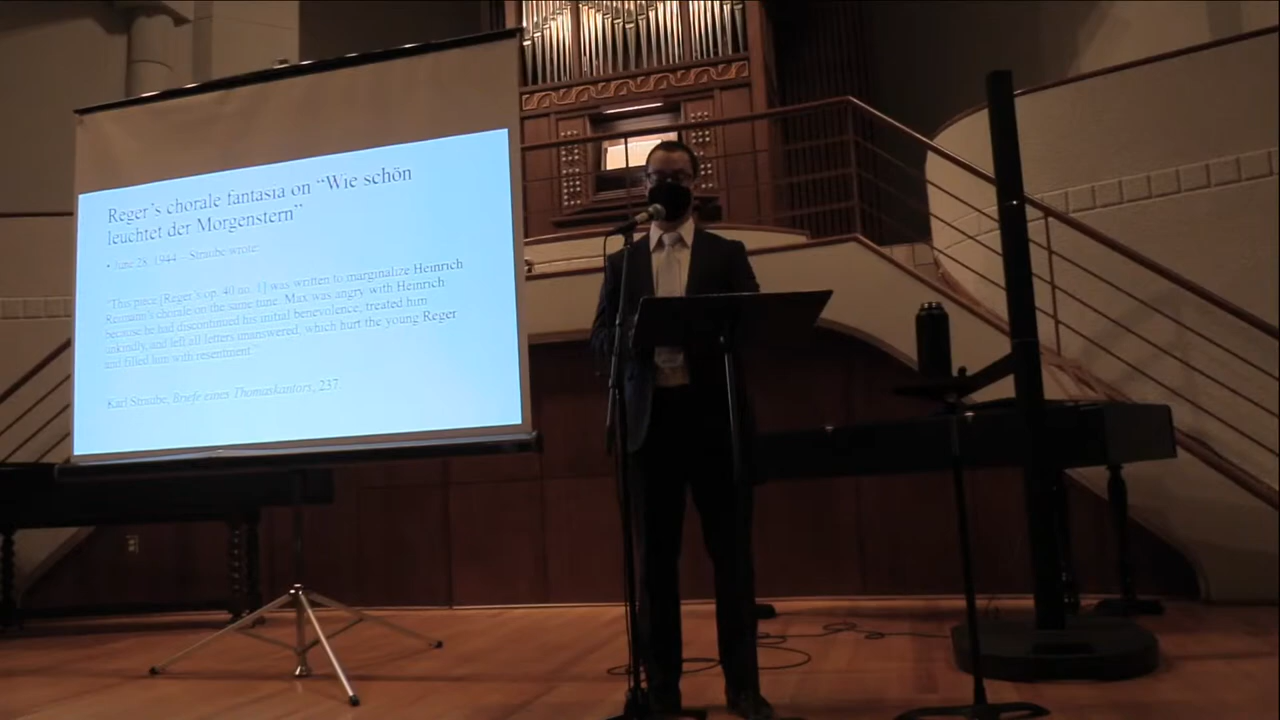 Reger's chorale fantasia on “Wie schön
leuchtet der Morgenstern”
• June 28, 1944 – Straube wrote:
“This piece [Reger's op. 40 no. 1] was written to marginalize Heinrich
Reimann's chorale on the same tune. Max was angry with Heinrich
because he had discontinued his initial benevolence, treated him
unkindly, and left all letters unanswered, which hurt the young Reger
and filled him with resentment.”
Karl Straube, Briefe eines Thomaskantors, 237.